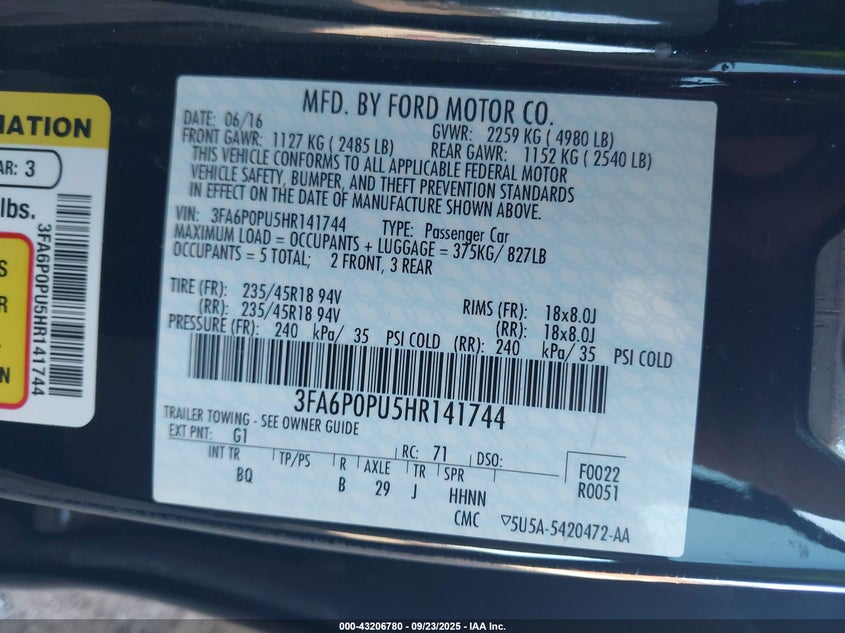 MFD. BY FORD MOTOR CO.
DATE: 06/16 GVWR: 2259 KG ( 4980 LB)
FRONT GAWR: 1127 KG ( 2485 LB) REAR GAWR: 1152 KG ( 2540 LB)
THIS VEHICLE CONFORMS TO ALL APPLICABLE FEDERAL MOTOR
VEHICLE SAFETY, BUMPER, AND THEFT PREVENTION STANDARDS
IN EFFECT ON THE DATE OF MANUFACTURE SHOWN ABOVE.
VIN: 3FA6P0PU5HR141744 TYPE: Passenger Car
MAXIMUM LOAD = OCCUPANTS + LUGGAGE = 375KG/ 827LB
OCCUPANTS = 5 TOTAL; 2 FRONT, 3 REAR
TIRE (FR): 235/45R18 94V RIMS (FR): 18x8.0J
(RR): 235/45R18 94V (RR): 18x8.0J
PRESSURE (FR): 240 kPa/ 35 PSI COLD (RR): 240 kPa/ 35 PSI COLD
3FA6P0PU5HR141744
TRAILER TOWING - SEE OWNER GUIDE
EXT PNT: G1 RC: 71 DSO: F0022
INT TR TP/PS R AXLE TR SPR R0051
BQ B 29 J HHNN
CMC 5U5A-5420472-AA
MATION
AR: 3
lbs.
3FA6P0PU5HR141744
S
R
N
000-43206780 - 09/23/2025 - IAA Inc.